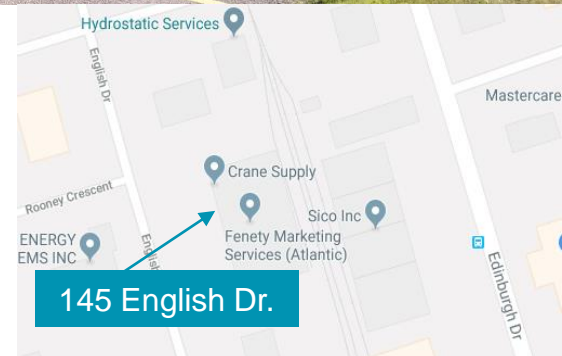 Hydrostatic Services
English Dr
Mastercare
Crane Supply
Rooney Crescent
Sico Inc
Fenety Marketing
Services (Atlantic)
ENERGY
EMS INC
English
Edinburgh Dr
145 English Dr.